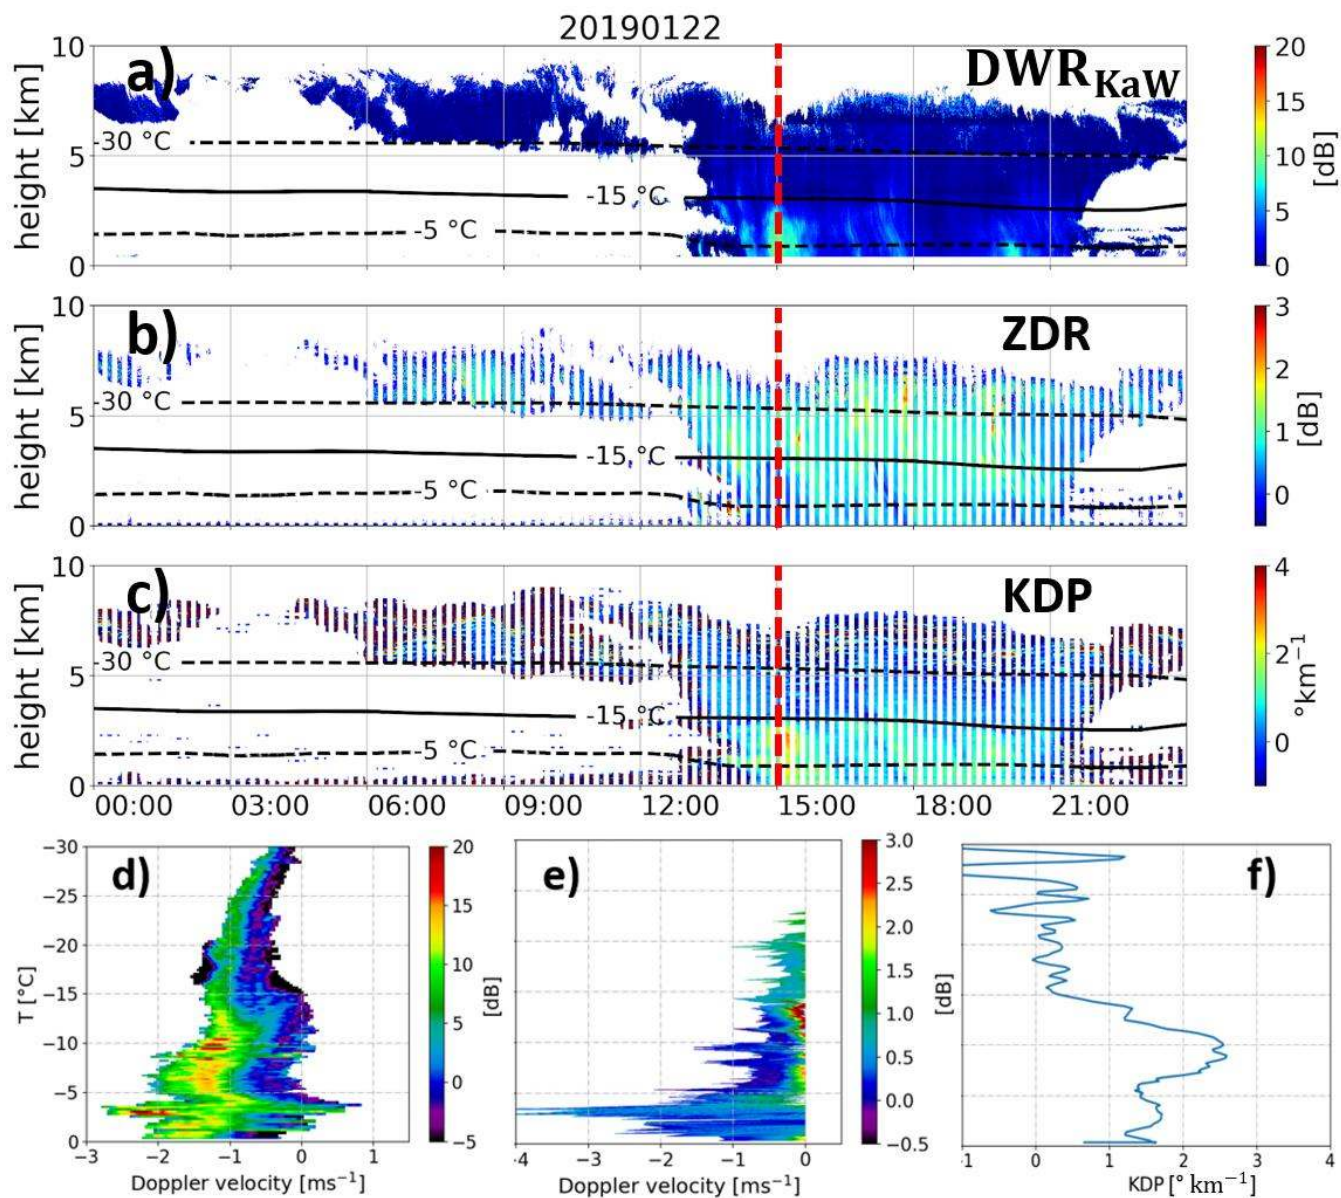 20190122
a)
DWR_KaW
height [km]
10
5
0
-30 °C
-15 °C
-5 °C
20
15
10
5
0
[dB]
b)
ZDR
height [km]
10
5
0
-30 °C
-15 °C
-5 °C
3
2
1
0
[dB]
c)
KDP
height [km]
10
5
0
-30 °C
-15 °C
-5 °C
4
2
0
°km⁻¹
00:00 03:00 06:00 09:00 12:00 15:00 18:00 21:00
d)
T [°C]
−30
−25
−20
−15
−10
−5
0
−3 −2 −1 0 1
Doppler velocity [ms⁻¹]
20
15
10
5
0
−5
[dB]
e)
-4 −3 −2 −1 0
Doppler velocity [ms⁻¹]
3.0
2.5
2.0
1.5
1.0
0.5
0.0
−0.5
[dB]
f)
1 0 1 2 3 4
KDP [° km⁻¹]